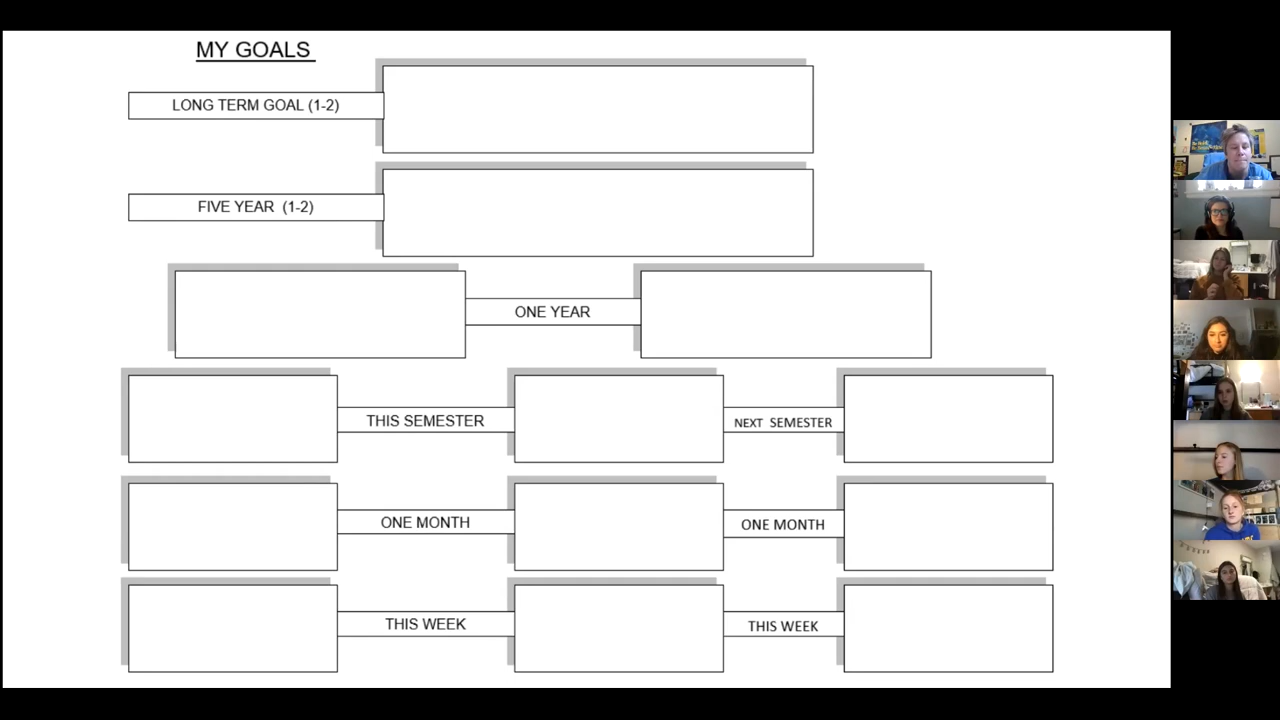 MY GOALS
LONG TERM GOAL (1-2)
FIVE YEAR (1-2)
ONE YEAR
THIS SEMESTER
NEXT SEMESTER
ONE MONTH
ONE MONTH
THIS WEEK
THIS WEEK